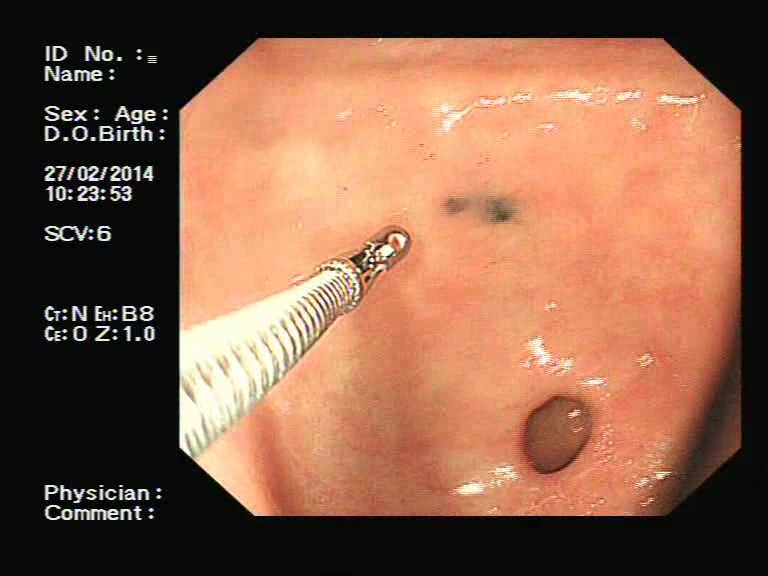 ID No. :
Name:
Sex: Age:
D.O.Birth:
27/02/2014
10:23:53
SCV:6
CT:N EH:B8
CE:0 Z:1.0
Physician:
Comment: